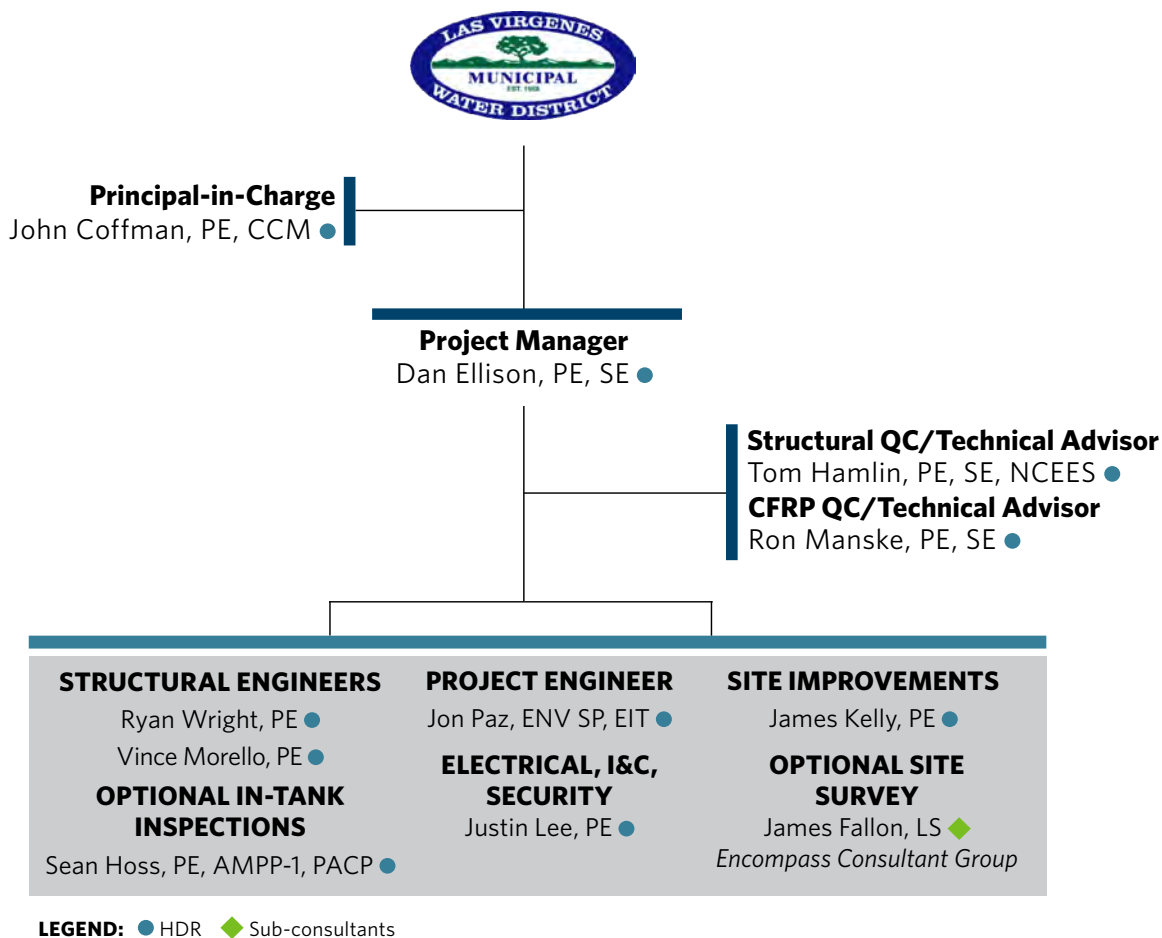 LAS VIRGENES
MUNICIPAL
WATER DISTRICT
Principal-in-Charge
John Coffman, PE, CCM
Project Manager
Dan Ellison, PE, SE
Structural QC/Technical Advisor
Tom Hamlin, PE, SE, NCEES
CFRP QC/Technical Advisor
Ron Manske, PE, SE
STRUCTURAL ENGINEERS
Ryan Wright, PE
Vince Morello, PE
OPTIONAL IN-TANK
INSPECTIONS
Sean Hoss, PE, AMPP-1, PACP
PROJECT ENGINEER
Jon Paz, ENV SP, EIT
ELECTRICAL, I&C,
SECURITY
Justin Lee, PE
SITE IMPROVEMENTS
James Kelly, PE
OPTIONAL SITE
SURVEY
James Fallon, LS
Encompass Consultant Group
LEGEND: HDR Sub-consultants